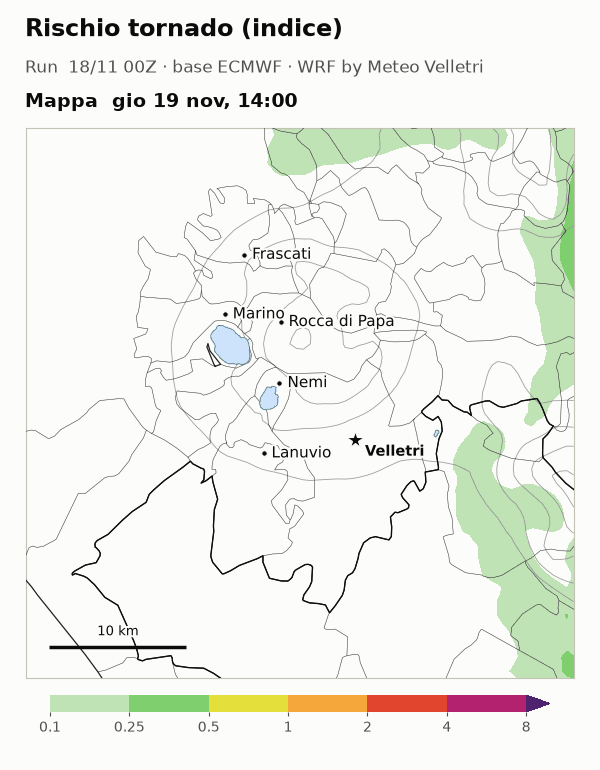 Rischio tornado (indice)
Run  18/11 00Z · base ECMWF · WRF by Meteo Velletri
Mappa  gio 19 nov, 14:00
Frascati
Marino
Rocca di Papa
Nemi
Velletri
Lanuvio
10 km
0.1 0.25 0.5 1 2 4 8